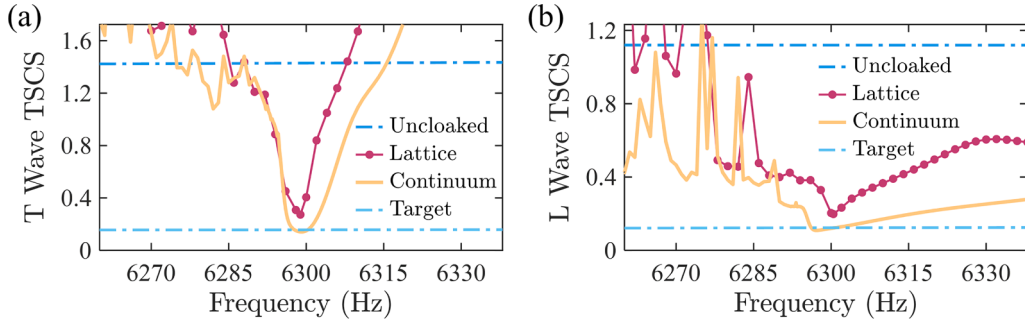 (a)
T Wave TSCS
1.6
1.2
0.8
0.4
0
Uncloaked
Lattice
Continuum
Target
6270 6285 6300 6315 6330
Frequency (Hz)
(b)
L Wave TSCS
1.2
0.8
0.4
0
Uncloaked
Lattice
Continuum
Target
6270 6285 6300 6315 6330
Frequency (Hz)